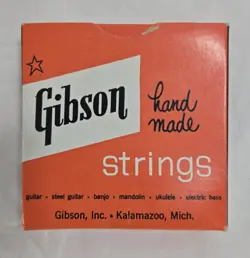 Gibson
hand
made
strings
guitar • steel guitar • banjo • mandolin • ukulele • electric bass
Gibson, Inc. • Kalamazoo, Mich.